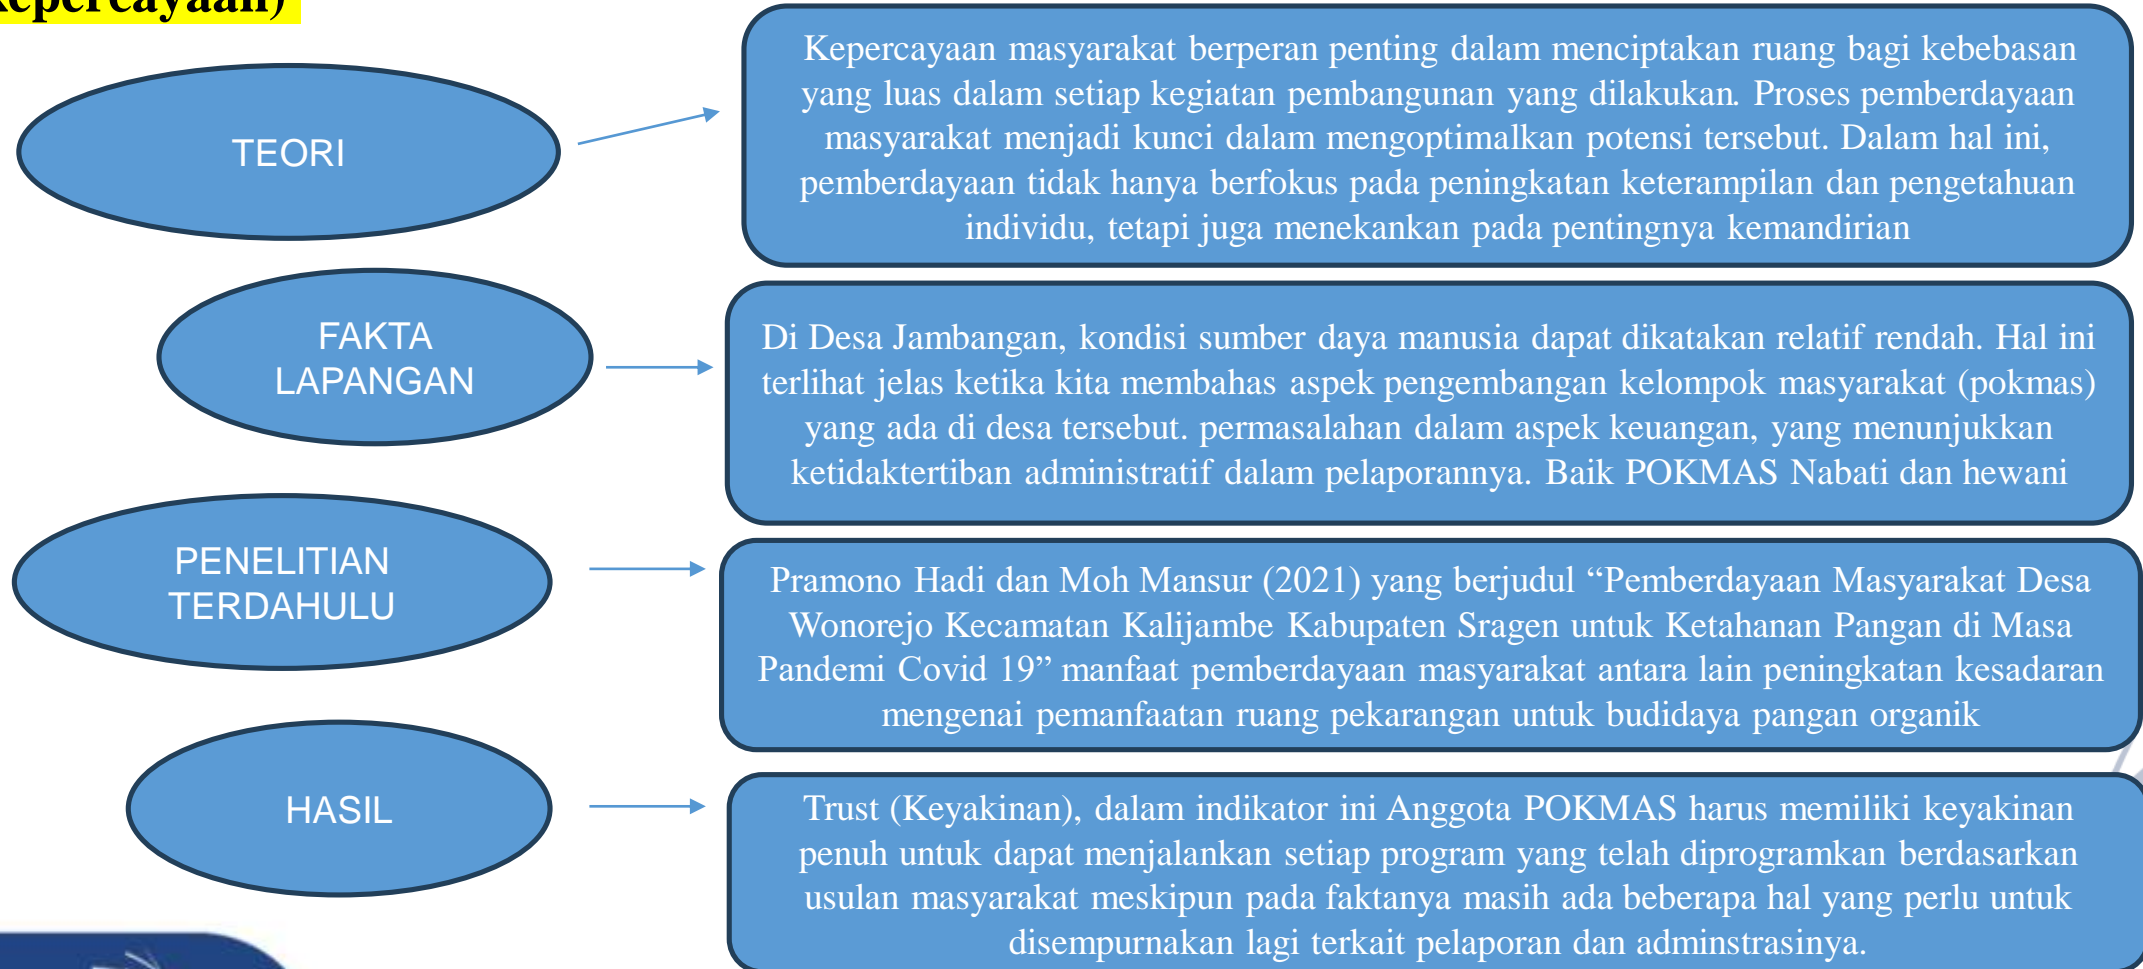 kepercayaan)
TEORI
Kepercayaan masyarakat berperan penting dalam menciptakan ruang bagi kebebasan
yang luas dalam setiap kegiatan pembangunan yang dilakukan. Proses pemberdayaan
masyarakat menjadi kunci dalam mengoptimalkan potensi tersebut. Dalam hal ini,
pemberdayaan tidak hanya berfokus pada peningkatan keterampilan dan pengetahuan
individu, tetapi juga menekankan pada pentingnya kemandirian
FAKTA
LAPANGAN
Di Desa Jambangan, kondisi sumber daya manusia dapat dikatakan relatif rendah. Hal ini
terlihat jelas ketika kita membahas aspek pengembangan kelompok masyarakat (pokmas)
yang ada di desa tersebut. permasalahan dalam aspek keuangan, yang menunjukkan
ketidaktertiban administratif dalam pelaporannya. Baik POKMAS Nabati dan hewani
PENELITIAN
TERDAHULU
Pramono Hadi dan Moh Mansur (2021) yang berjudul “Pemberdayaan Masyarakat Desa
Wonorejo Kecamatan Kalijambe Kabupaten Sragen untuk Ketahanan Pangan di Masa
Pandemi Covid 19” manfaat pemberdayaan masyarakat antara lain peningkatan kesadaran
mengenai pemanfaatan ruang pekarangan untuk budidaya pangan organik
HASIL
Trust (Keyakinan), dalam indikator ini Anggota POKMAS harus memiliki keyakinan
penuh untuk dapat menjalankan setiap program yang telah diprogramkan berdasarkan
usulan masyarakat meskipun pada faktanya masih ada beberapa hal yang perlu untuk
disempurnakan lagi terkait pelaporan dan adminstrasinya.